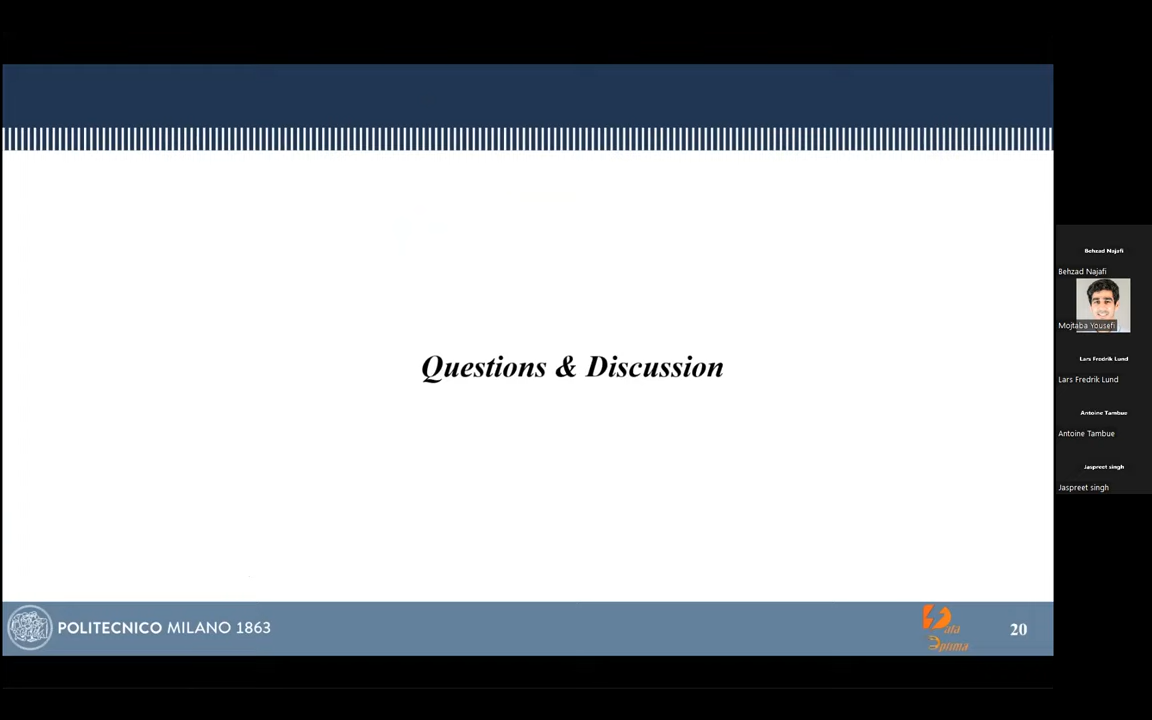 Questions & Discussion
POLITECNICO MILANO 1863
20
Behzad Najafi
Behzad Najafi
Mojtaba Yousefi
Lars Fredrik Lund
Lars Fredrik Lund
Antoine Tambue
Antoine Tambue
Jaspreet singh
Jaspreet singh